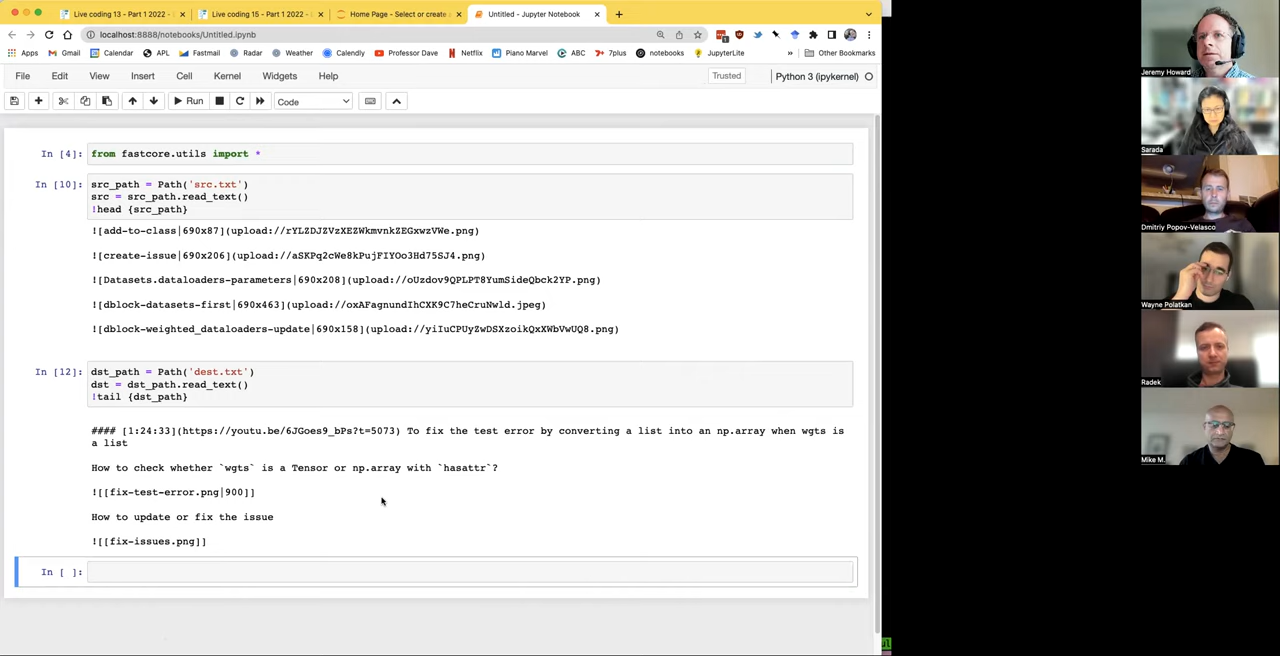 Live coding 13 - Part 1 2022 -
Live coding 15 - Part 1 2022 -
Home Page - Select or create a
Untitled - Jupyter Notebook
localhost:8888/notebooks/Untitled.ipynb
Apps Gmail Calendar APL Fastmail Radar Weather Calendly Professor Dave Netflix Piano Marvel ABC 7plus notebooks JupyterLite » Other Bookmarks
File Edit View Insert Cell Kernel Widgets Help Trusted Python 3 (ipykernel)
Run Code
In [4]: from fastcore.utils import *
In [10]: src_path = Path('src.txt')
src = src_path.read_text()
!head {src_path}
![add-to-class|690x87](upload://rYLZDJZVzXEZWkmvnkZEGxwzVWe.png)
![create-issue|690x206](upload://aSKPq2cWe8kPujFIYOo3Hd75SJ4.png)
![Datasets.dataloaders-parameters|690x208](upload://oUzdov9QPLPT8YumSideQbck2YP.png)
![dblock-datasets-first|690x463](upload://oxAFagnundIhCXK9C7heCruNwld.jpeg)
![dblock-weighted_dataloaders-update|690x158](upload://yiIuCPUyZwDSXzoikQxXWbVwUQ8.png)
In [12]: dst_path = Path('dest.txt')
dst = dst_path.read_text()
!tail {dst_path}
#### [1:24:33](https://youtu.be/6JGoes9_bPs?t=5073) To fix the test error by converting a list into an np.array when wgts is
a list
How to check whether `wgts` is a Tensor or np.array with `hasattr`?
![[fix-test-error.png|900]]
How to update or fix the issue
![[fix-issues.png]]
In [ ]:
Jeremy Howard
Sarada
Dmitriy Popov-Velasco
Wayne Polatkan
Radek
Mike M.